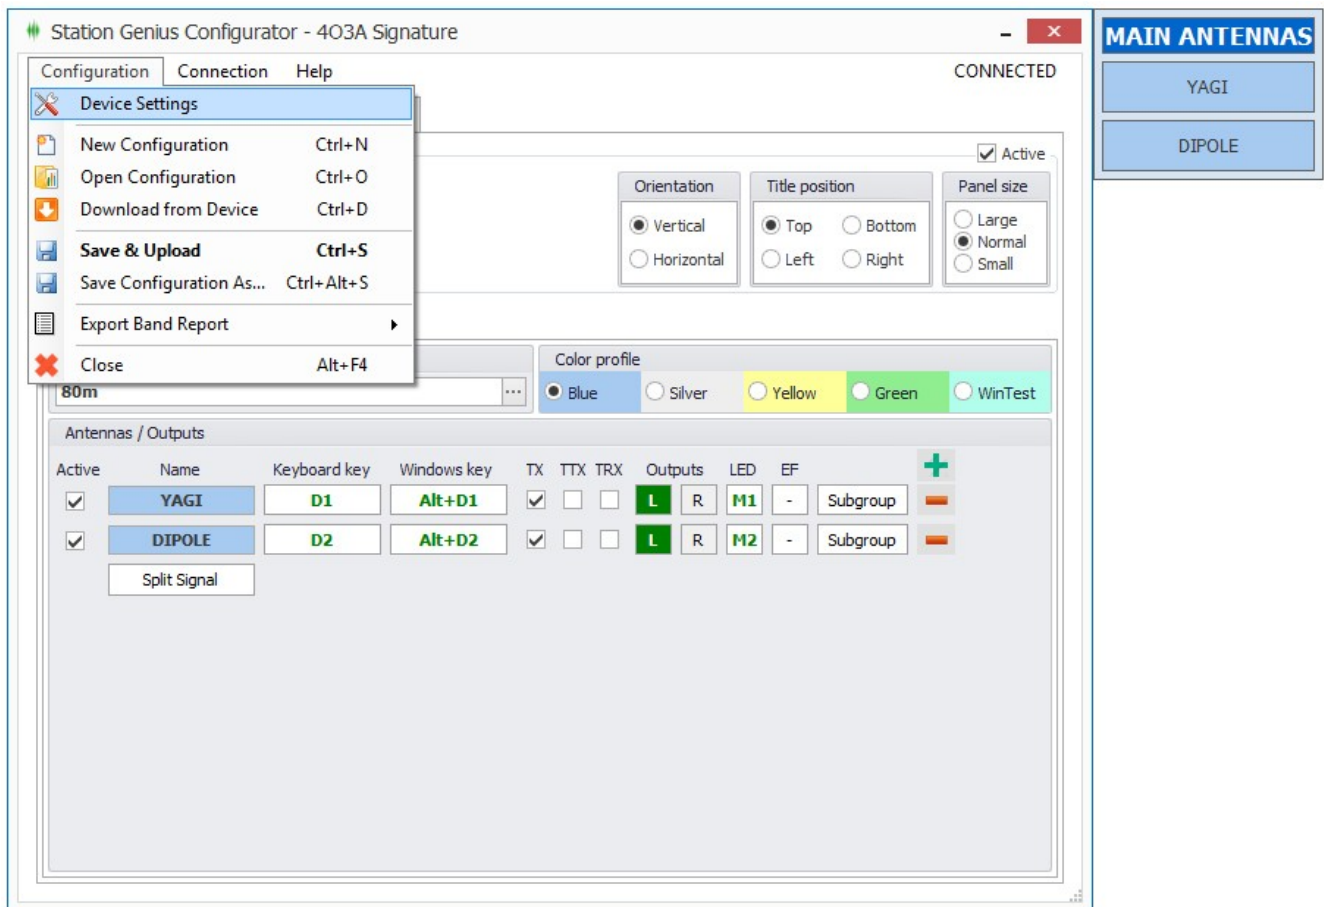 Station Genius Configurator - 4O3A Signature
Configuration Connection Help CONNECTED
Device Settings
New Configuration Ctrl+N
Open Configuration Ctrl+O
Download from Device Ctrl+D
Save & Upload Ctrl+S
Save Configuration As... Ctrl+Alt+S
Export Band Report
Close Alt+F4
Active
Orientation
Vertical
Horizontal
Title position
Top Bottom
Left Right
Panel size
Large
Normal
Small
80m ...
Color profile
Blue Silver Yellow Green WinTest
Antennas / Outputs
Active Name Keyboard key Windows key TX TTX TRX Outputs LED EF
YAGI D1 Alt+D1 L R M1 - Subgroup
DIPOLE D2 Alt+D2 L R M2 - Subgroup
Split Signal
MAIN ANTENNAS
YAGI
DIPOLE